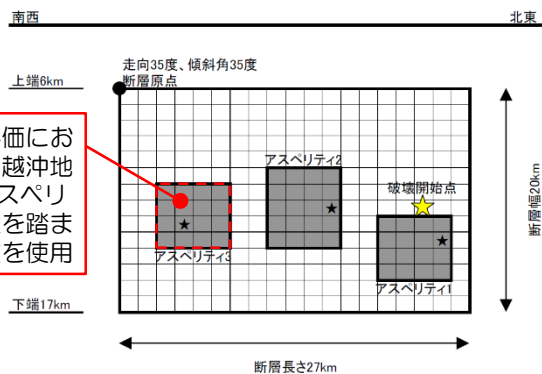 南西
北東
走向35度、傾斜角35度
上端6km
断層原点
価にお
越沖地
スペリ
を踏ま
を使用
アスペリティ2
破壊開始点
アスペリティ3
アスペリティ1
断層幅20km
下端17km
断層長さ27km